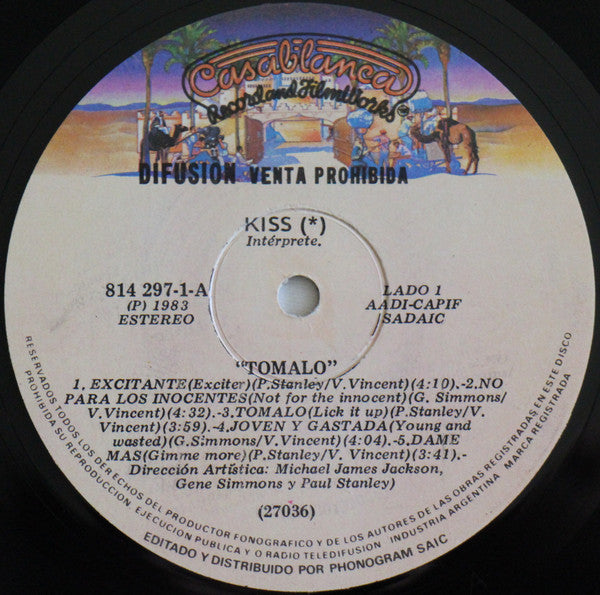 Casablanca
Record and FilmWorks
DIFUSION VENTA PROHIBIDA
KISS (*)
Intérprete.
814 297-1-A
(P) 1983
ESTEREO
LADO 1
AADI-CAPIF
SADAIC
"TOMALO"
1. EXCITANTE(Exciter)(P.Stanley/V.Vincent)(4:10).-2.NO
PARA LOS INOCENTES(Not for the innocent)(G. Simmons/
V.Vincent)(4:32).-3.TOMALO(Lick it up)(P.Stanley/V.Vincent)
(3:59).-4.JOVEN Y GASTADA(Young and
wasted)(G.Simmons/V.Vincent)(4:04).-5.DAME
MAS(Gimme more)(P.Stanley/V. Vincent)(3:41).-
Dirección Artística: Michael James Jackson,
Gene Simmons y Paul Stanley)
(27036)
RESERVADOS TODOS LOS DERECHOS DEL PRODUCTOR FONOGRAFICO Y DE LOS AUTORES DE LAS OBRAS REGISTRADAS EN ESTE DISCO
PROHIBIDA SU REPRODUCCION EJECUCION PUBLICA Y O RADIO TELEDIFUSION INDUSTRIA ARGENTINA MARCA REGISTRADA
EDITADO Y DISTRIBUIDO POR PHONOGRAM SAIC